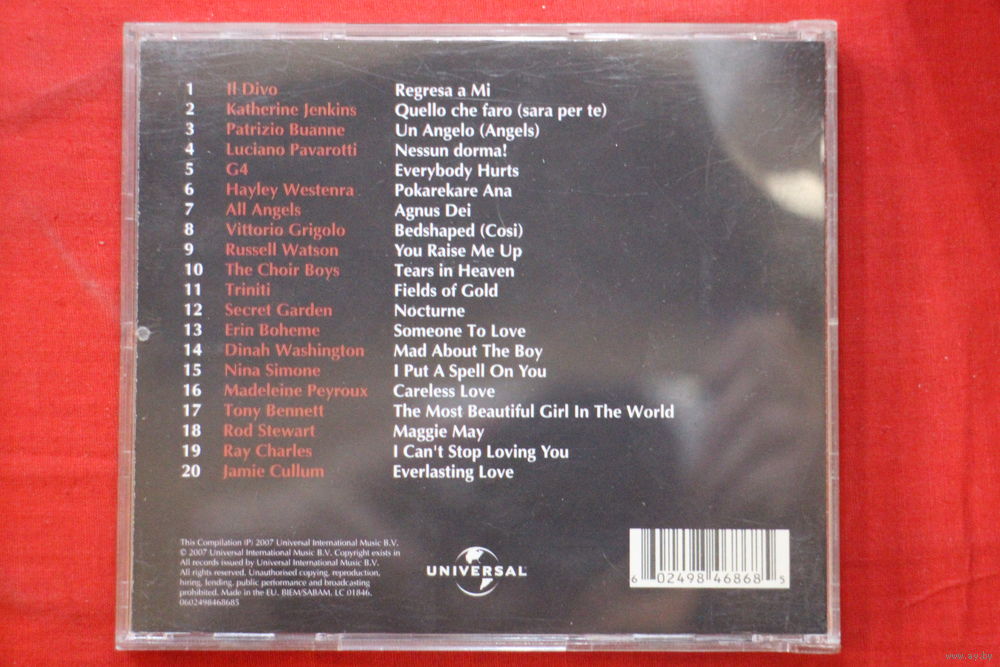 1 Il Divo Regresa a Mi
2 Katherine Jenkins Quello che faro (sara per te)
3 Patrizio Buanne Un Angelo (Angels)
4 Luciano Pavarotti Nessun dorma!
5 G4 Everybody Hurts
6 Hayley Westenra Pokarekare Ana
7 All Angels Agnus Dei
8 Vittorio Grigolo Bedshaped (Cosi)
9 Russell Watson You Raise Me Up
10 The Choir Boys Tears in Heaven
11 Triniti Fields of Gold
12 Secret Garden Nocturne
13 Erin Boheme Someone To Love
14 Dinah Washington Mad About The Boy
15 Nina Simone I Put A Spell On You
16 Madeleine Peyroux Careless Love
17 Tony Bennett The Most Beautiful Girl In The World
18 Rod Stewart Maggie May
19 Ray Charles I Can't Stop Loving You
20 Jamie Cullum Everlasting Love
This Compilation (P) 2007 Universal International Music B.V.
© 2007 Universal International Music B.V. Copyright exists in
All records issued by Universal International Music B.V.
All rights reserved. Unauthorised copying, reproduction,
hiring, lending, public performance and broadcasting
prohibited. Made in the EU. BIEM/SABAM. LC 01846.
0602498468685
UNIVERSAL
6 02498 46868 5
www.ay.by